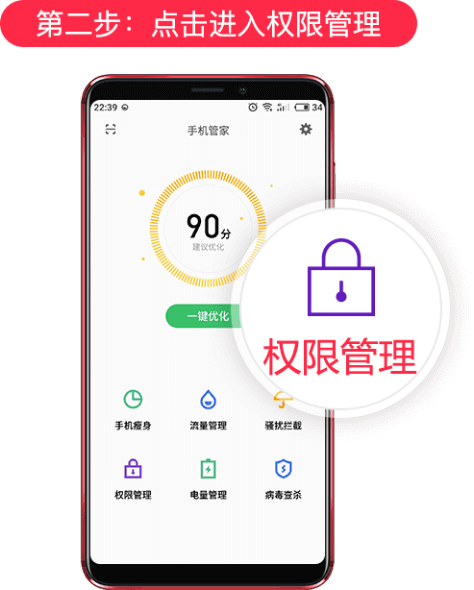 第二步：点击进入权限管理
22:39
34
手机管家
90分
建议优化
一键优化
权限管理
手机瘦身
流量管理
骚扰拦截
权限管理
电量管理
病毒查杀